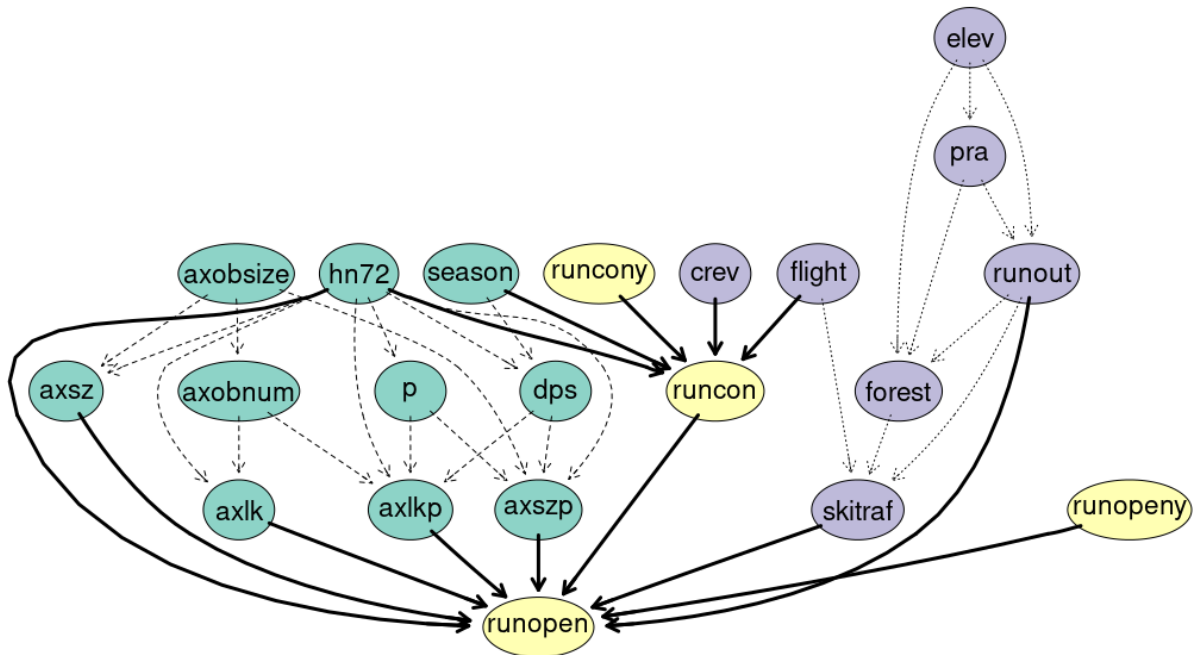 elev
pra
axobsize
hn72
season
runcony
crev
flight
runout
axsz
axobnum
p
dps
runcon
forest
axlk
axlkp
axszp
skitraf
runopeny
runopen